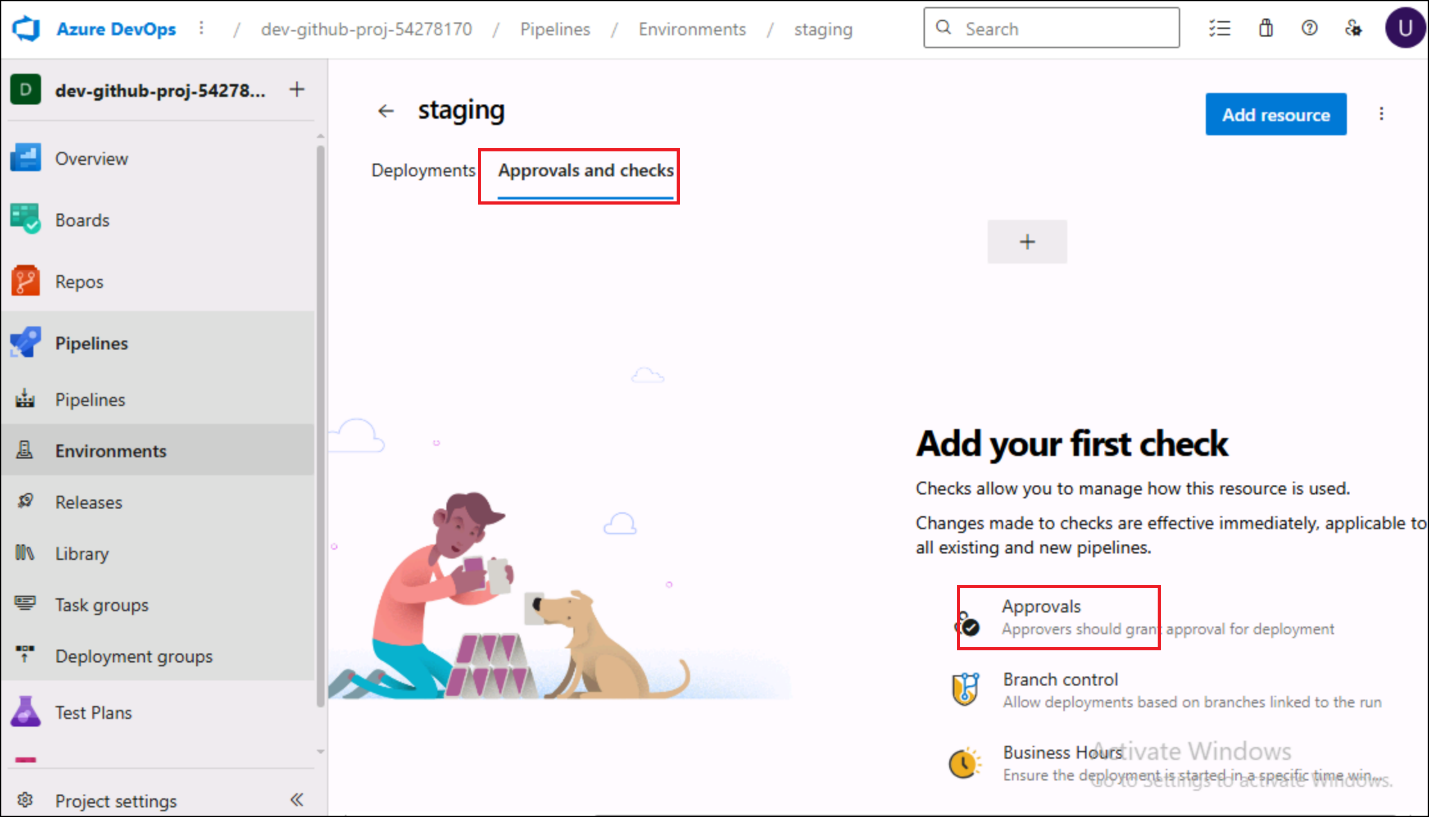 Azure DevOps / dev-github-proj-54278170 / Pipelines / Environments / staging
Search
U
D dev-github-proj-54278... +
Overview
Boards
Repos
Pipelines
Pipelines
Environments
Releases
Library
Task groups
Deployment groups
Test Plans
Project settings
staging
Add resource
Deployments
Approvals and checks
+
Add your first check
Checks allow you to manage how this resource is used.
Changes made to checks are effective immediately, applicable to
all existing and new pipelines.
Approvals
Approvers should grant approval for deployment
Branch control
Allow deployments based on branches linked to the run
Business Hours
Ensure the deployment is started in a specific time win...
Activate Windows
Go to Settings to activate Windows.